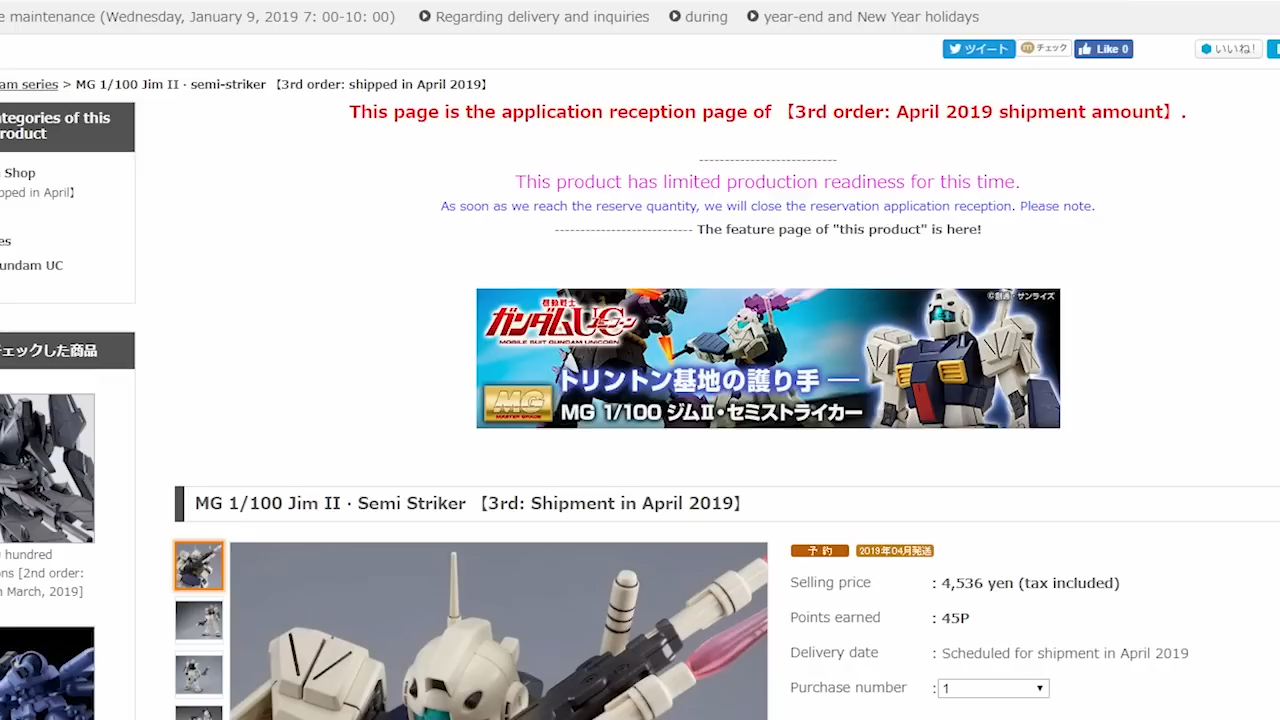 e maintenance (Wednesday, January 9, 2019 7: 00-10: 00) Regarding delivery and inquiries during year-end and New Year holidays
ツイート チェック Like 0 いいね!
am series > MG 1/100 Jim II · semi-striker 【3rd order: shipped in April 2019】
ategories of this
roduct
This page is the application reception page of 【3rd order: April 2019 shipment amount】.
---------------------------
Shop
This product has limited production readiness for this time.
pped in April】
As soon as we reach the reserve quantity, we will close the reservation application reception. Please note.
--------------------------- The feature page of "this product" is here!
es
undam UC
©創通・サンライズ
機動戦士
ガンダムUC
ユニコーン
MOBILE SUIT GUNDAM UNICORN
トリントン基地の護り手 —
MG
MASTER GRADE
MG 1/100 ジムⅡ・セミストライカー
ェックした商品
MG 1/100 Jim II · Semi Striker 【3rd: Shipment in April 2019】
hundred
ons [2nd order:
n March, 2019]
予約 2019年04月発送
Selling price : 4,536 yen (tax included)
Points earned : 45P
Delivery date : Scheduled for shipment in April 2019
Purchase number : 1